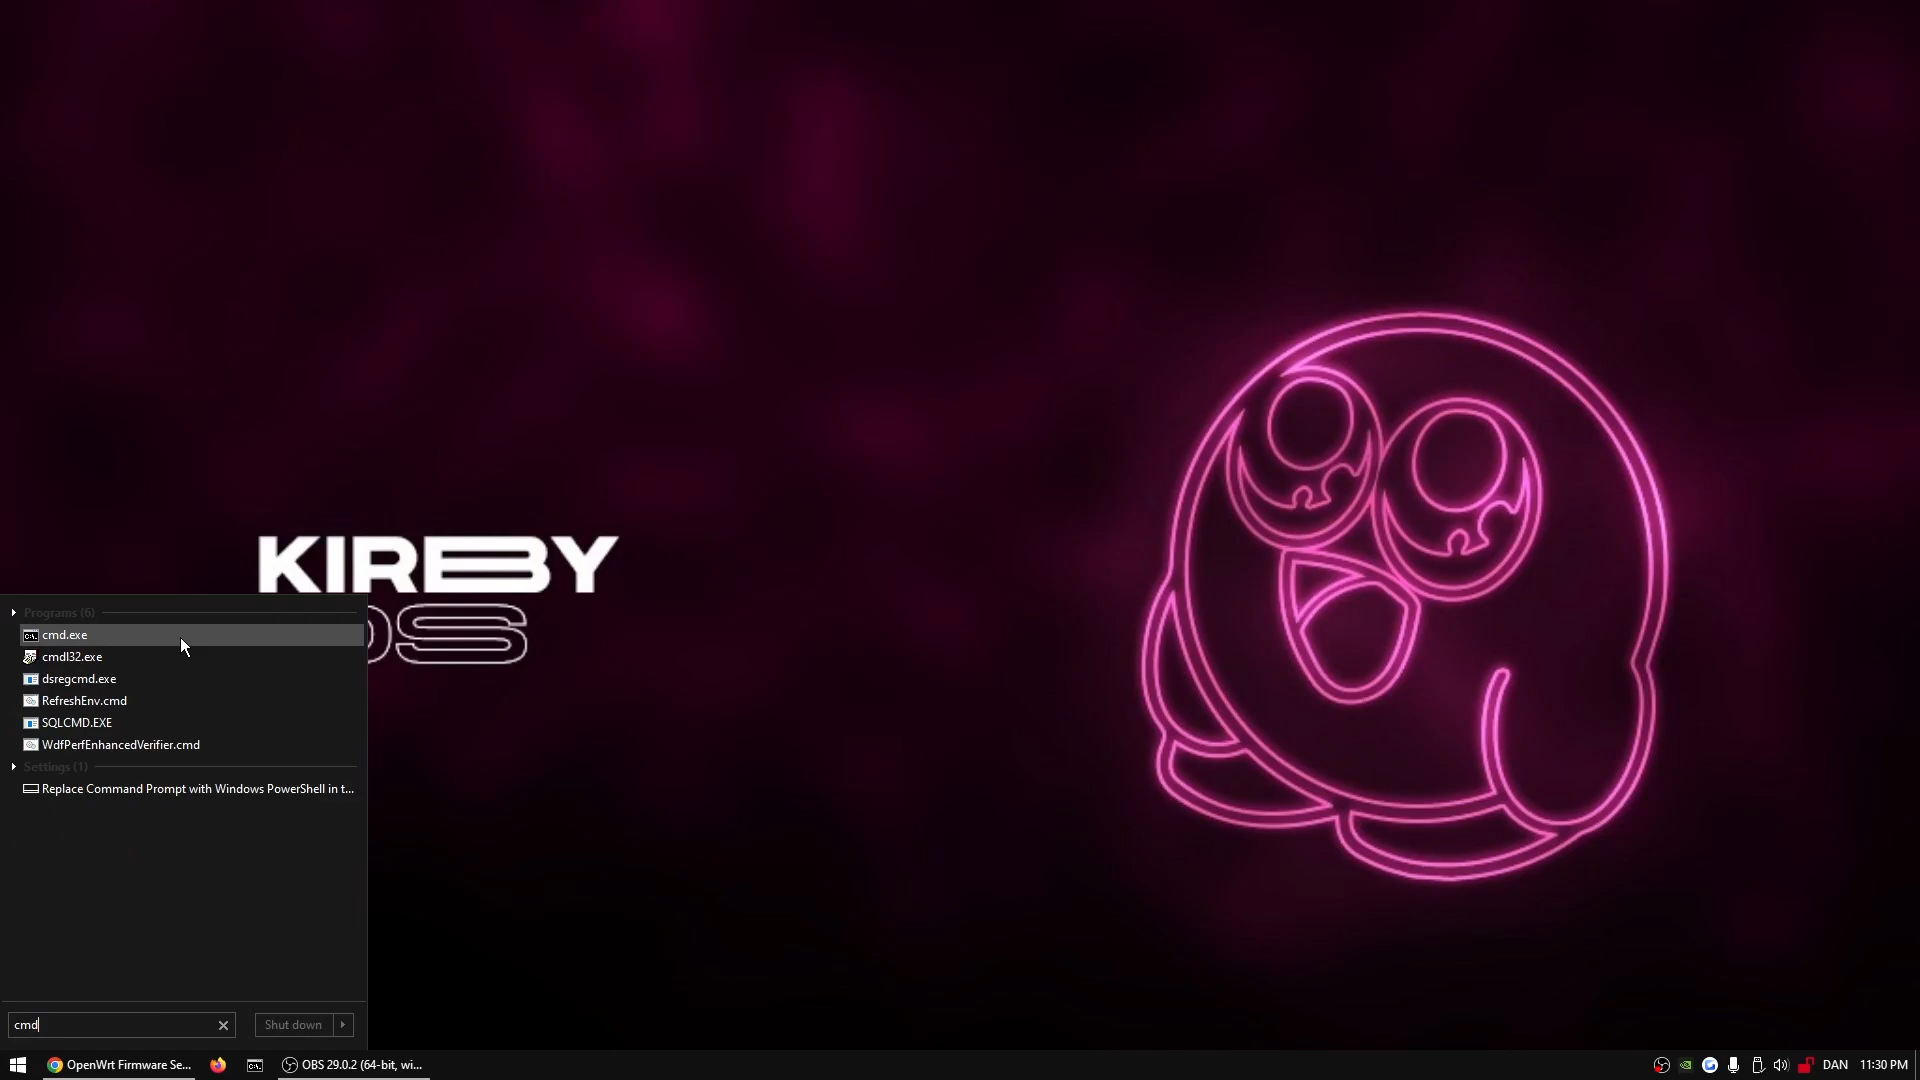 KIRBY
OS
Programs (6)
cmd.exe
cmdl32.exe
dsregcmd.exe
RefreshEnv.cmd
SQLCMD.EXE
WdfPerfEnhancedVerifier.cmd
Settings (1)
Replace Command Prompt with Windows PowerShell in t...
cmd
Shut down
OpenWrt Firmware Se...
OBS 29.0.2 (64-bit, wi...
DAN
11:30 PM